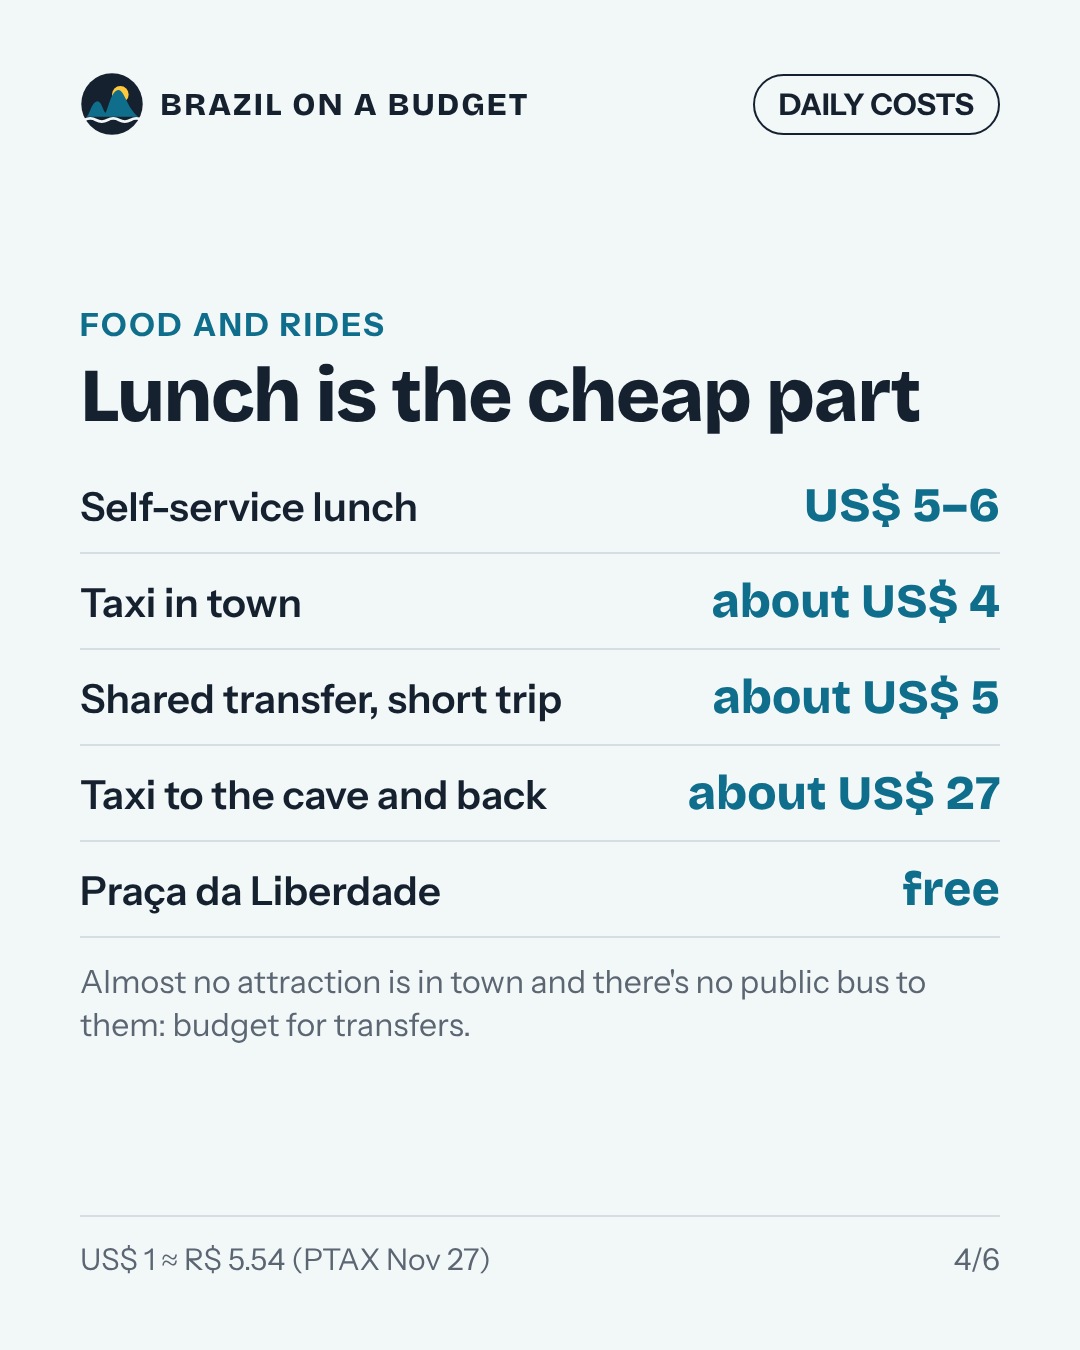 BRAZIL ON A BUDGET
DAILY COSTS
FOOD AND RIDES
Lunch is the cheap part
Self-service lunch US$ 5–6
Taxi in town about US$ 4
Shared transfer, short trip about US$ 5
Taxi to the cave and back about US$ 27
Praça da Liberdade free
Almost no attraction is in town and there's no public bus to
them: budget for transfers.
US$ 1 ≈ R$ 5.54 (PTAX Nov 27) 4/6